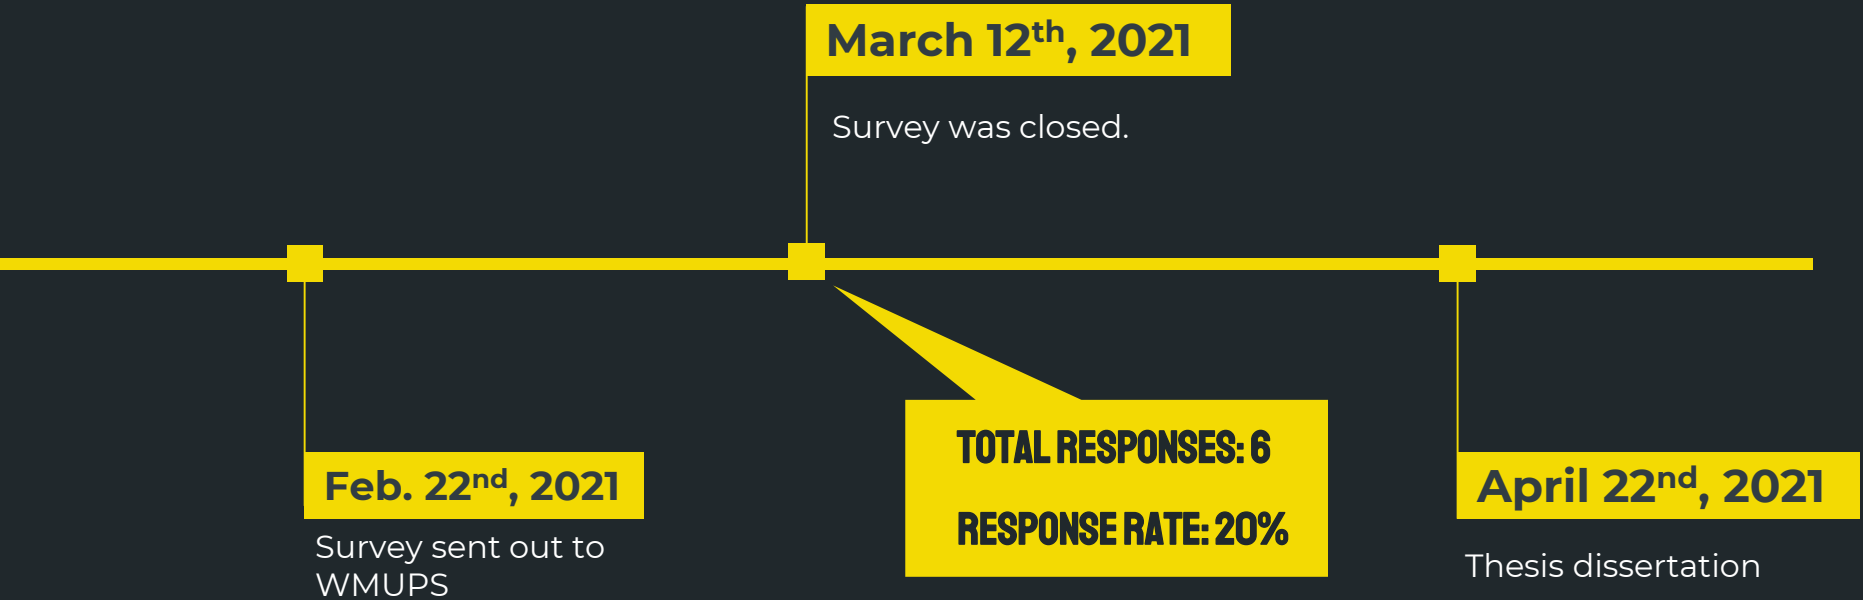 March 12th, 2021
Survey was closed.
Feb. 22nd, 2021
Survey sent out to
WMUPS
TOTAL RESPONSES: 6
RESPONSE RATE: 20%
April 22nd, 2021
Thesis dissertation